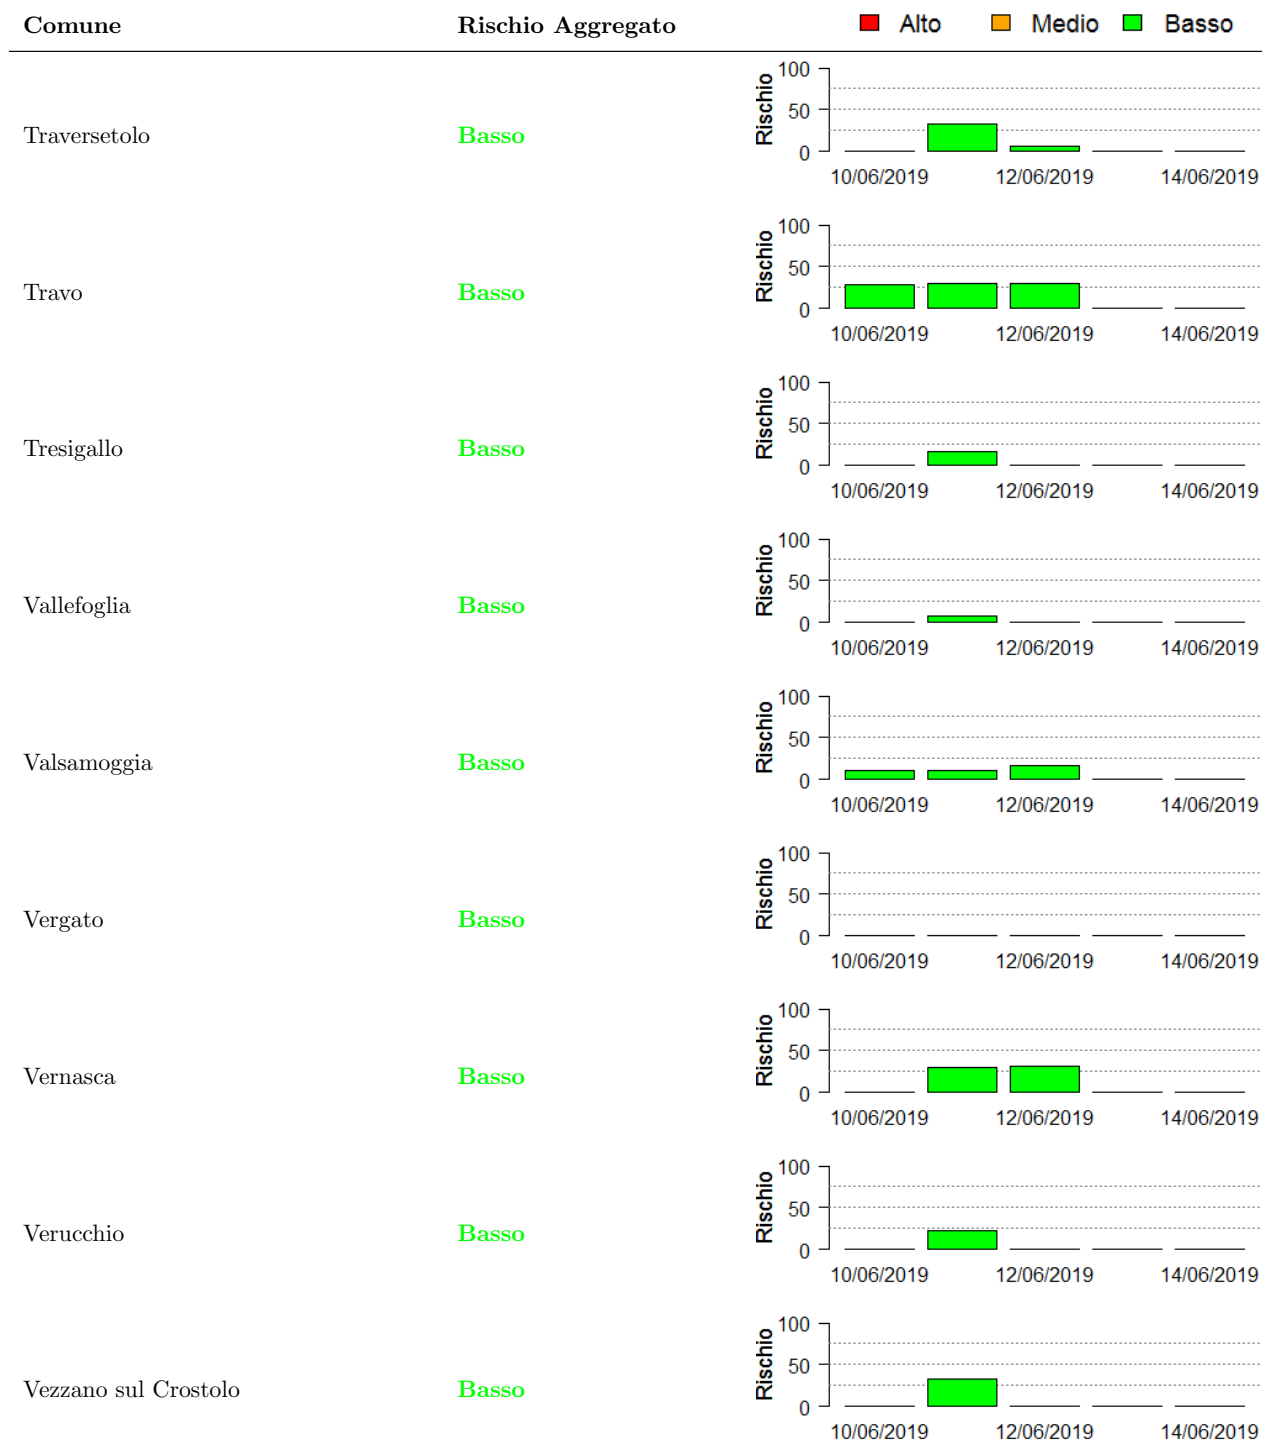 Comune Rischio Aggregato Alto Medio Basso
Traversetolo Basso Rischio 100 50 0
10/06/2019 12/06/2019 14/06/2019
Travo Basso Rischio 100 50 0
10/06/2019 12/06/2019 14/06/2019
Tresigallo Basso Rischio 100 50 0
10/06/2019 12/06/2019 14/06/2019
Vallefoglia Basso Rischio 100 50 0
10/06/2019 12/06/2019 14/06/2019
Valsamoggia Basso Rischio 100 50 0
10/06/2019 12/06/2019 14/06/2019
Vergato Basso Rischio 100 50 0
10/06/2019 12/06/2019 14/06/2019
Vernasca Basso Rischio 100 50 0
10/06/2019 12/06/2019 14/06/2019
Verucchio Basso Rischio 100 50 0
10/06/2019 12/06/2019 14/06/2019
Vezzano sul Crostolo Basso Rischio 100 50 0
10/06/2019 12/06/2019 14/06/2019